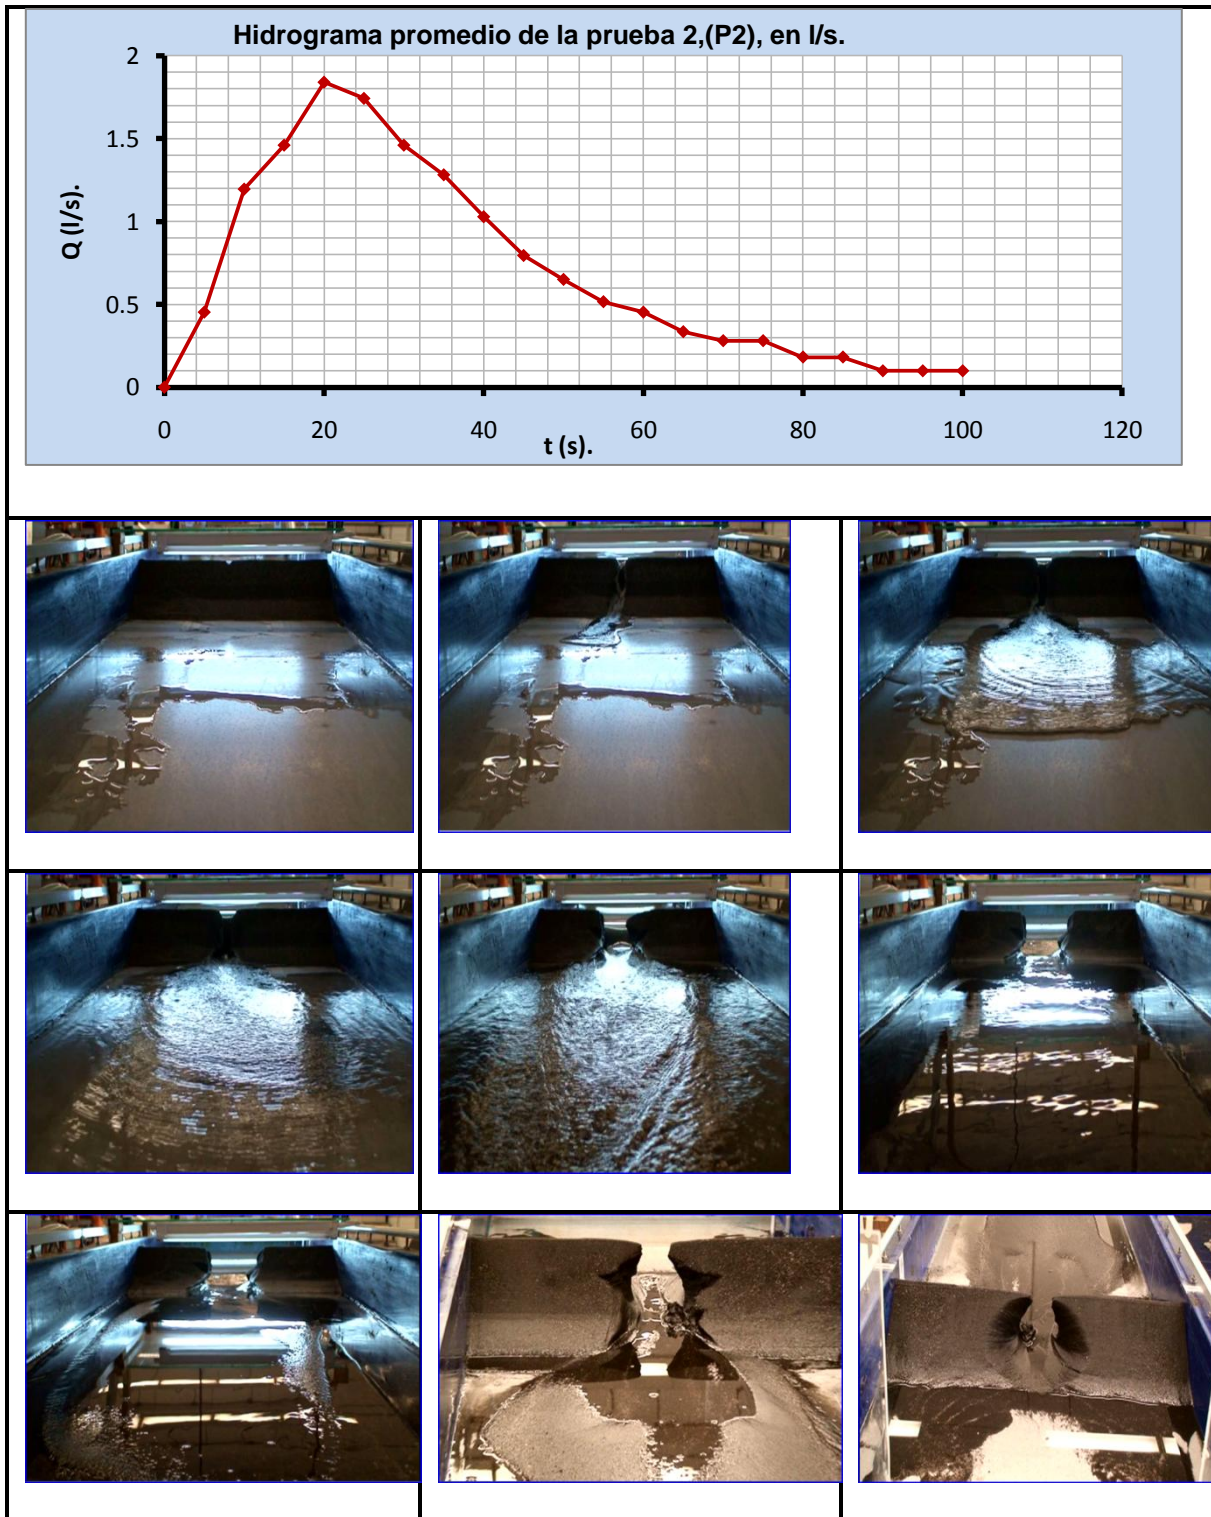 Hidrograma promedio de la prueba 2,(P2), en l/s.
2
1.5
1
0.5
0
Q (l/s).
0 20 40 60 80 100 120
t (s).